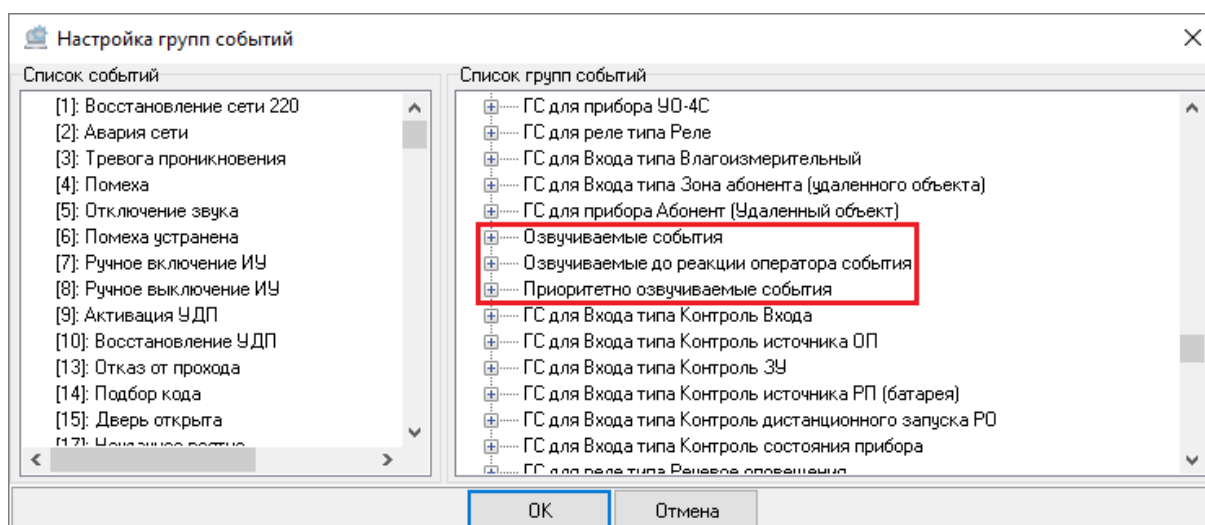 Настройка групп событий
Список событий
[1]: Восстановление сети 220
[2]: Авария сети
[3]: Тревога проникновения
[4]: Помеха
[5]: Отключение звука
[6]: Помеха устранена
[7]: Ручное включение ИУ
[8]: Ручное выключение ИУ
[9]: Активация УДП
[10]: Восстановление УДП
[13]: Отказ от прохода
[14]: Подбор кода
[15]: Дверь открыта
[17]:
Список групп событий
ГС для прибора УО-4С
ГС для реле типа Реле
ГС для Входа типа Влагоизмерительный
ГС для Входа типа Зона абонента (удаленного объекта)
ГС для прибора Абонент (Удаленный объект)
Озвучиваемые события
Озвучиваемые до реакции оператора события
Приоритетно озвучиваемые события
ГС для Входа типа Контроль Входа
ГС для Входа типа Контроль источника ОП
ГС для Входа типа Контроль ЗУ
ГС для Входа типа Контроль источника РП (батарея)
ГС для Входа типа Контроль дистанционного запуска РО
ГС для Входа типа Контроль состояния прибора
ГС для реле типа Речевое оповещения
OK
Отмена